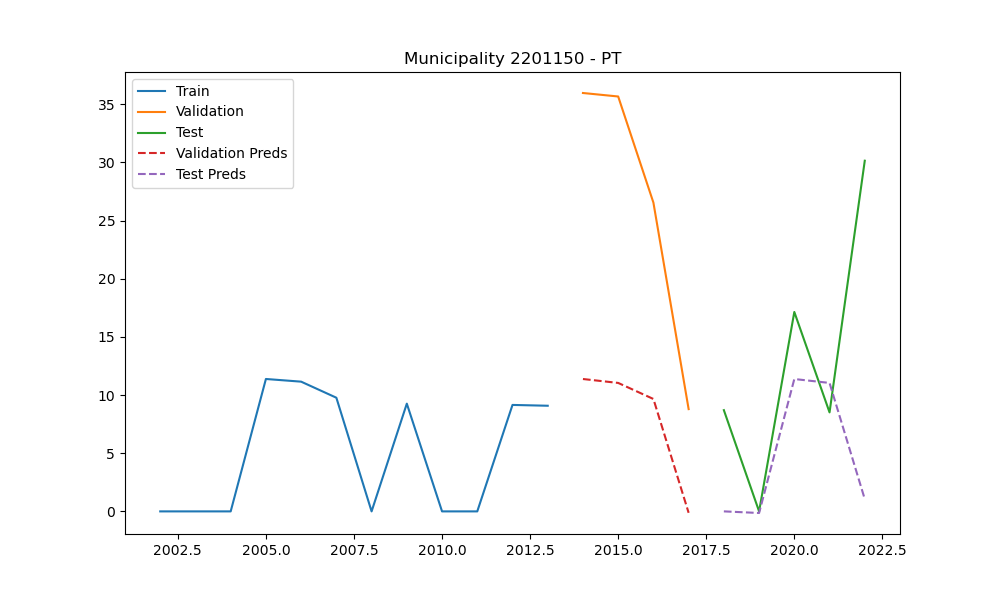 Municipality 2201150 - PT
Train
Validation
Test
Validation Preds
Test Preds
35
30
25
20
15
10
5
0
2002.5 2005.0 2007.5 2010.0 2012.5 2015.0 2017.5 2020.0 2022.5